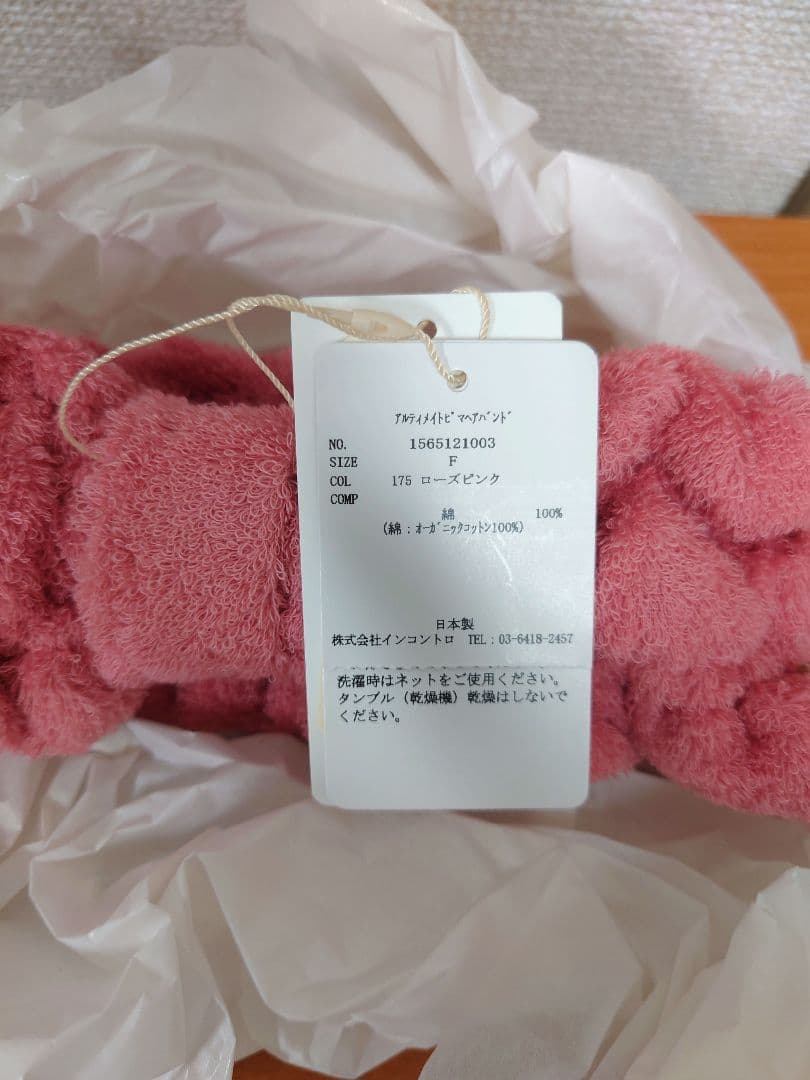 ｱﾙﾃｨﾒｲﾄﾋﾟﾏﾍｱﾊﾞﾝﾄﾞ
NO. 1565121003
SIZE F
COL 175 ローズピンク
COMP
綿 100%
(綿：ｵｰｶﾞﾆｯｸｺｯﾄﾝ100%)
日本製
株式会社インコントロ TEL：03-6418-2457
洗濯時はネットをご使用ください。
タンブル（乾燥機）乾燥はしないで
ください。